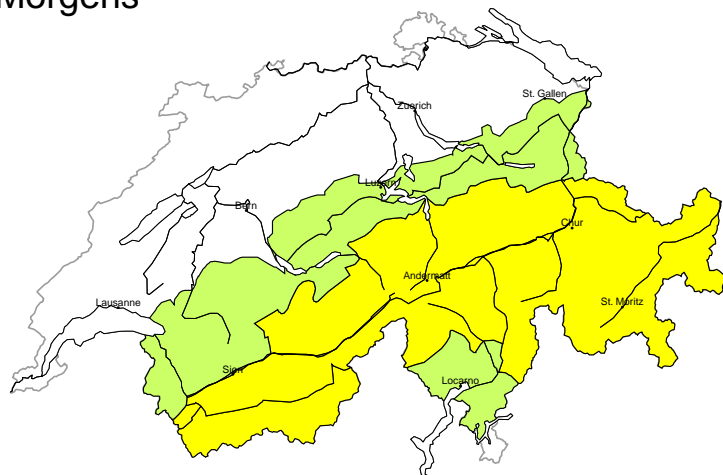 Morgens
St. Gallen
Zuerich
Luzern
Bern
Chur
Andermatt
Lausanne
St. Moritz
Sion
Locarno